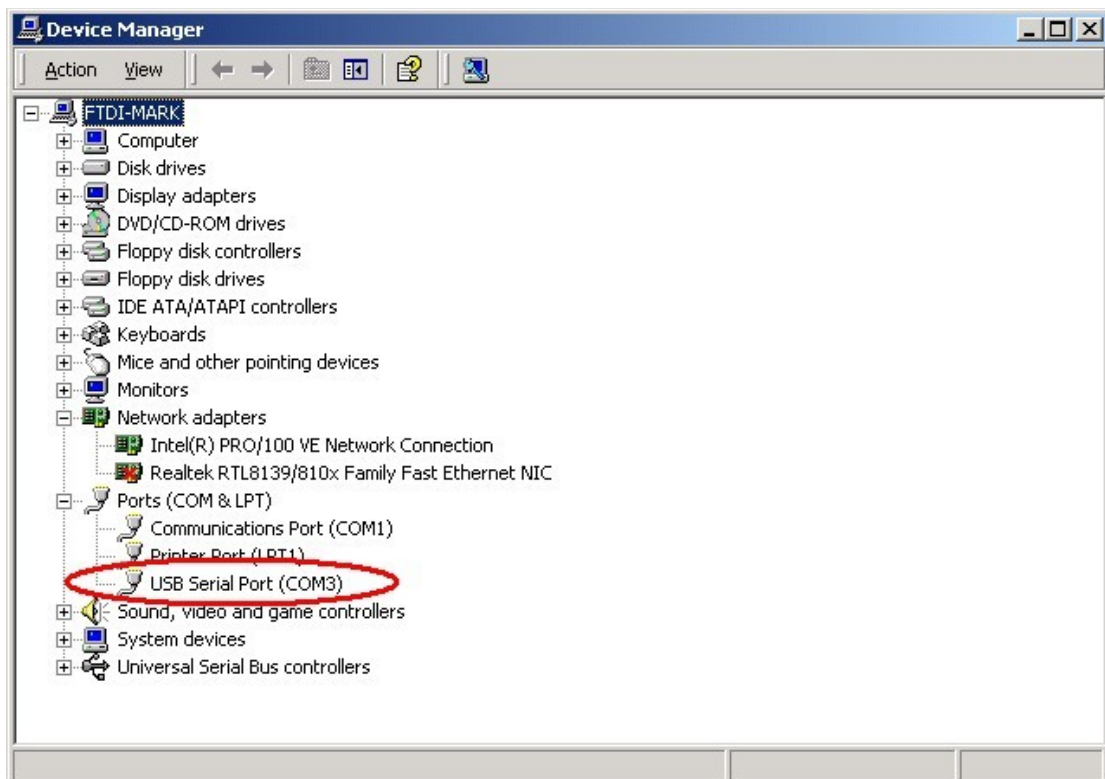 Device Manager
Action View
FTDI-MARK
Computer
Disk drives
Display adapters
DVD/CD-ROM drives
Floppy disk controllers
Floppy disk drives
IDE ATA/ATAPI controllers
Keyboards
Mice and other pointing devices
Monitors
Network adapters
Intel(R) PRO/100 VE Network Connection
Realtek RTL8139/810x Family Fast Ethernet NIC
Ports (COM & LPT)
Communications Port (COM1)
Printer Port (LPT1)
USB Serial Port (COM3)
Sound, video and game controllers
System devices
Universal Serial Bus controllers